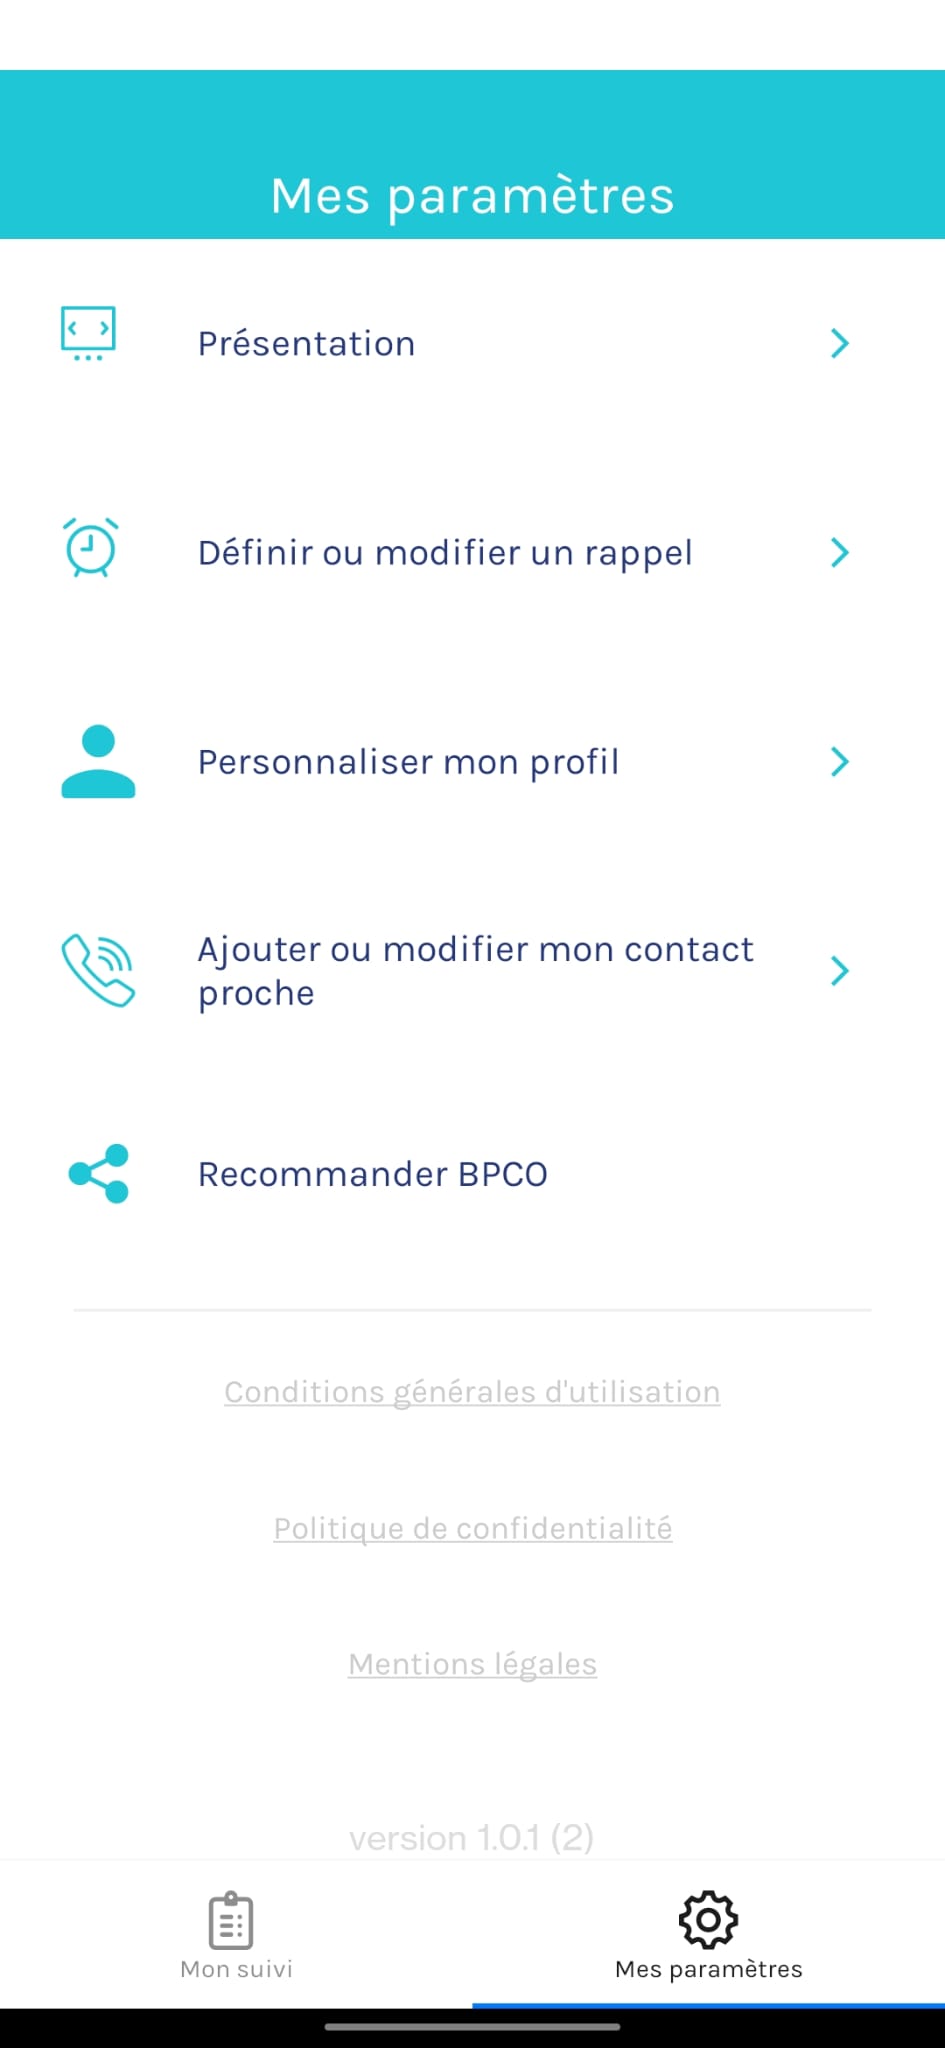 Mes paramètres
Présentation
Définir ou modifier un rappel
Personnaliser mon profil
Ajouter ou modifier mon contact
proche
Recommander BPCO
Conditions générales d'utilisation
Politique de confidentialité
Mentions légales
version 1.0.1 (2)
Mon suivi
Mes paramètres